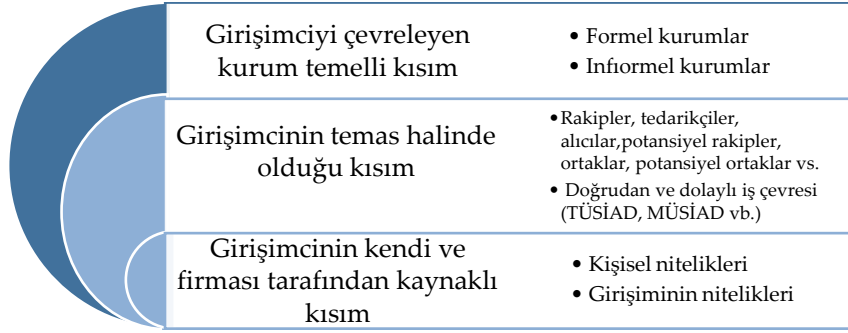 Girişimciyi çevreleyen
kurum temelli kısım
• Formel kurumlar
• Infıormel kurumlar
Girişimcinin temas halinde
olduğu kısım
•Rakipler, tedarikçiler,
alıcılar,potansiyel rakipler,
ortaklar, potansiyel ortaklar vs.
• Doğrudan ve dolaylı iş çevresi
(TÜSİAD, MÜSİAD vb.)
Girişimcinin kendi ve
firması tarafından kaynaklı
kısım
• Kişisel nitelikleri
• Girişiminin nitelikleri